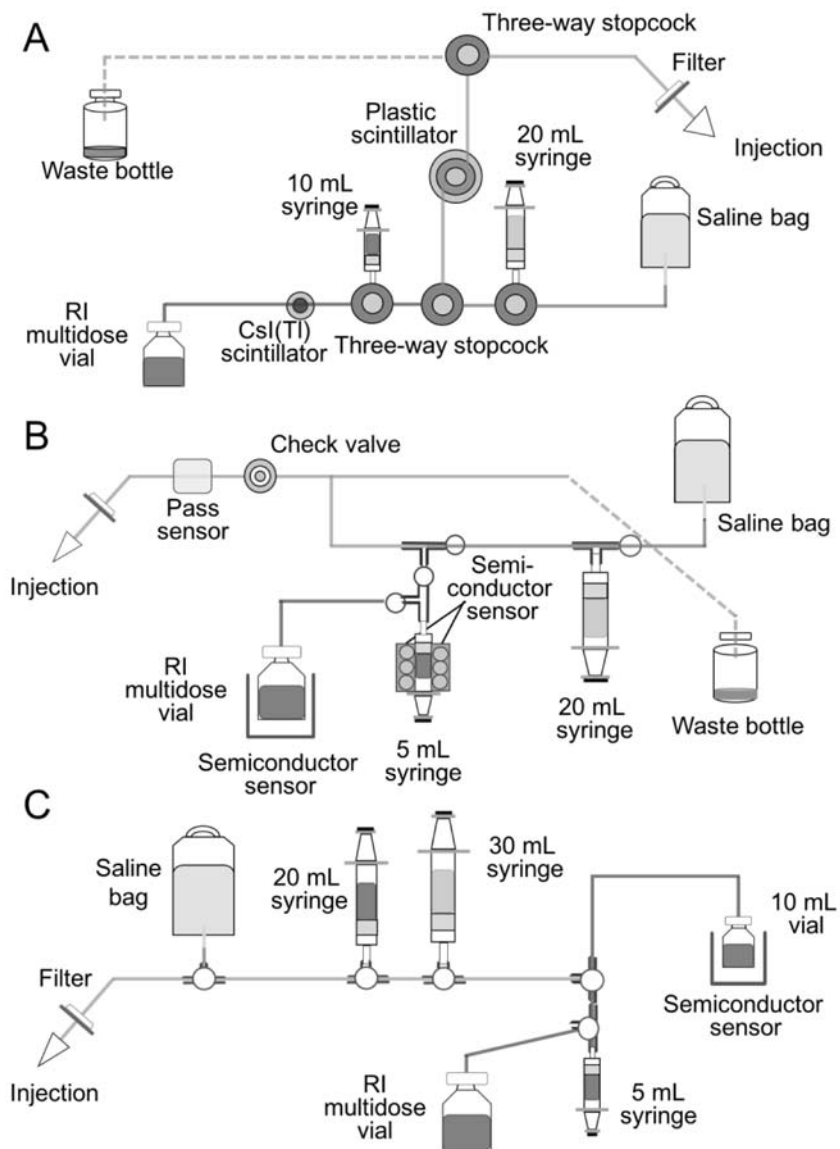 A
Three-way stopcock
Filter
Plastic
scintillator
20 mL
syringe
Waste bottle
10 mL
syringe
Injection
Saline bag
RI
multidose
vial
CsI(Tl)
scintillator
Three-way stopcock
B
Check valve
Pass
sensor
Saline bag
Injection
Semi-
conductor
sensor
RI
multidose
vial
Semiconductor
sensor
5 mL
syringe
20 mL
syringe
Waste bottle
C
Saline
bag
20 mL
syringe
30 mL
syringe
10 mL
vial
Filter
Semiconductor
sensor
Injection
RI
multidose
vial
5 mL
syringe